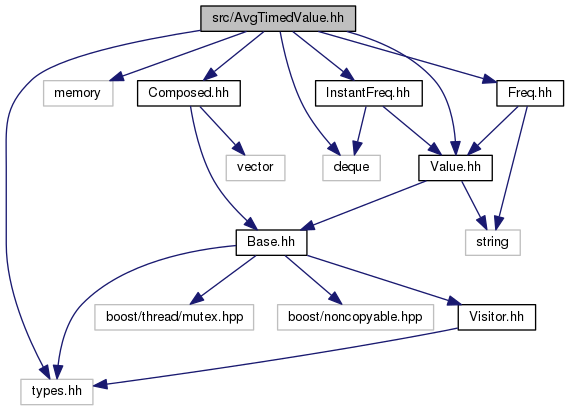 src/AvgTimedValue.hh
memory
Composed.hh
InstantFreq.hh
Freq.hh
vector
deque
Value.hh
Base.hh
string
boost/thread/mutex.hpp
boost/noncopyable.hpp
Visitor.hh
types.hh